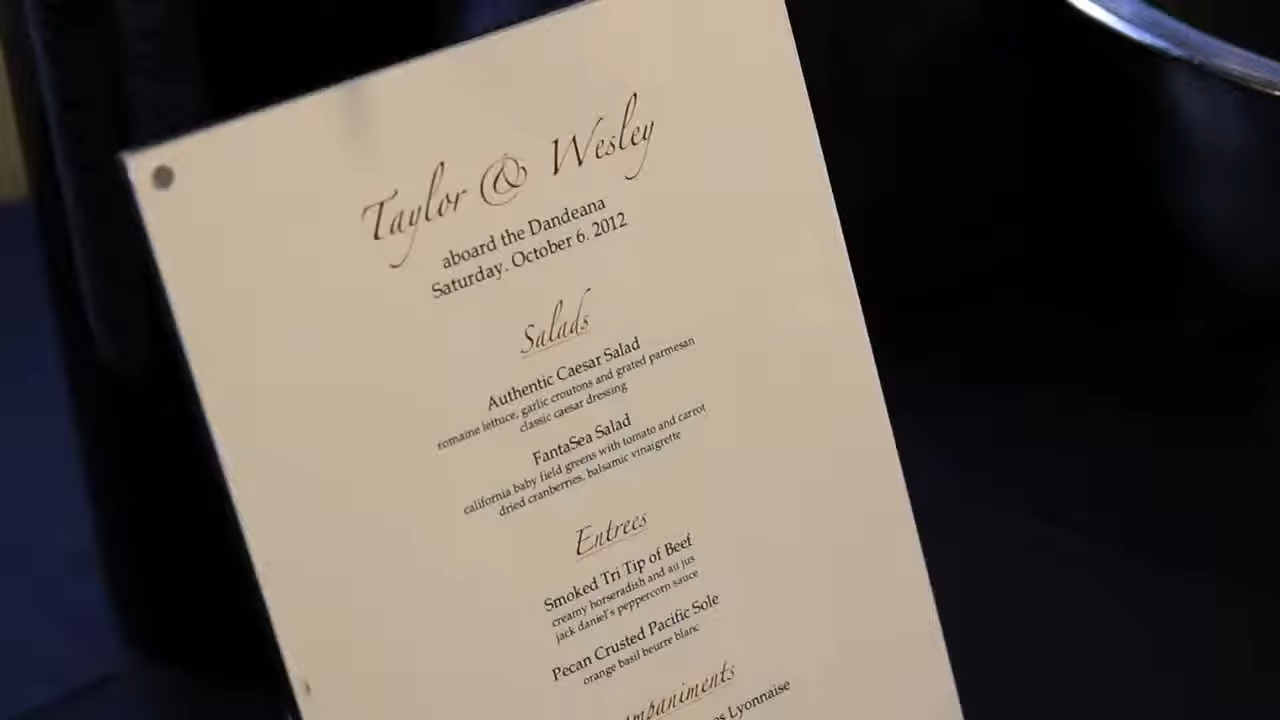 Taylor & Wesley
aboard the Dandeana
Saturday, October 6, 2012
Salads
Authentic Caesar Salad
romaine lettuce, garlic croutons and grated parmesan
classic caesar dressing
FantaSea Salad
california baby field greens with tomato and carrot
dried cranberries, balsamic vinaigrette
Entrees
Smoked Tri Tip of Beef
creamy horseradish and au jus
jack daniel's peppercorn sauce
Pecan Crusted Pacific Sole
orange basil beurre blanc
Lyonnaise